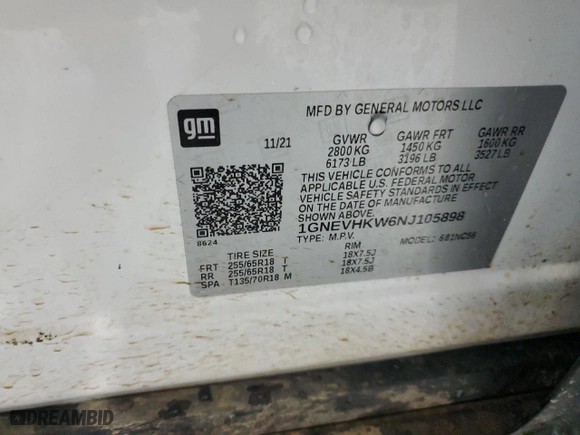 gm
MFD BY GENERAL MOTORS LLC
11/21 GVWR GAWR FRT GAWR RR
2800 KG 1450 KG 1600 KG
6173 LB 3196 LB 3527 LB
THIS VEHICLE CONFORMS TO ALL
APPLICABLE U.S. FEDERAL MOTOR
VEHICLE SAFETY STANDARDS IN EFFECT
ON THE DATE OF MANUFACTURE
1GNEVHKW6NJ105898
TYPE: M.P.V. MODEL:
8624
TIRE SIZE RIM
FRT 255/65R18 T 18X7.5J
RR 255/65R18 T 18X7.5J
SPA T135/70R18 M 18X4.5B
DREAMBID